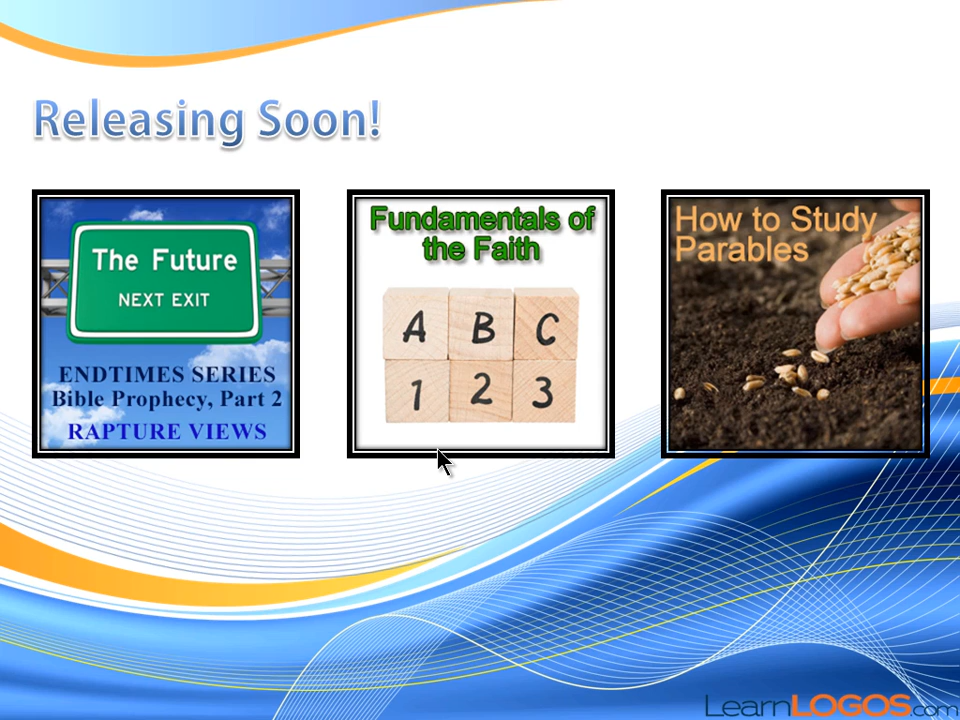 Releasing Soon!
The Future
NEXT EXIT
ENDTIMES SERIES
Bible Prophecy, Part 2
RAPTURE VIEWS
Fundamentals of
the Faith
A B C
1 2 3
How to Study
Parables
LearnLOGOS.com